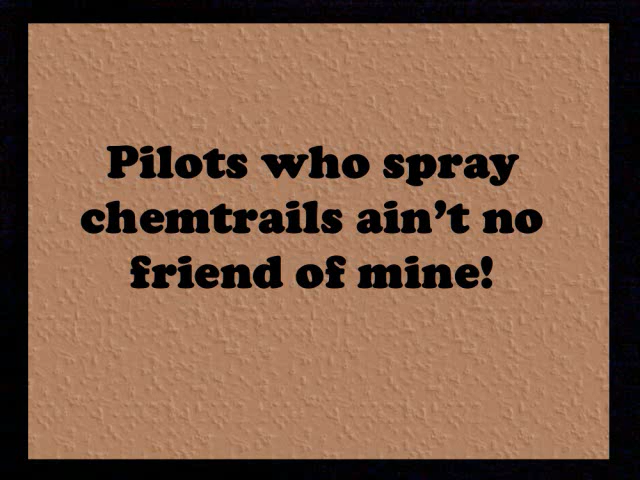 Pilots who spray
chemtrails ain’t no
friend of mine!